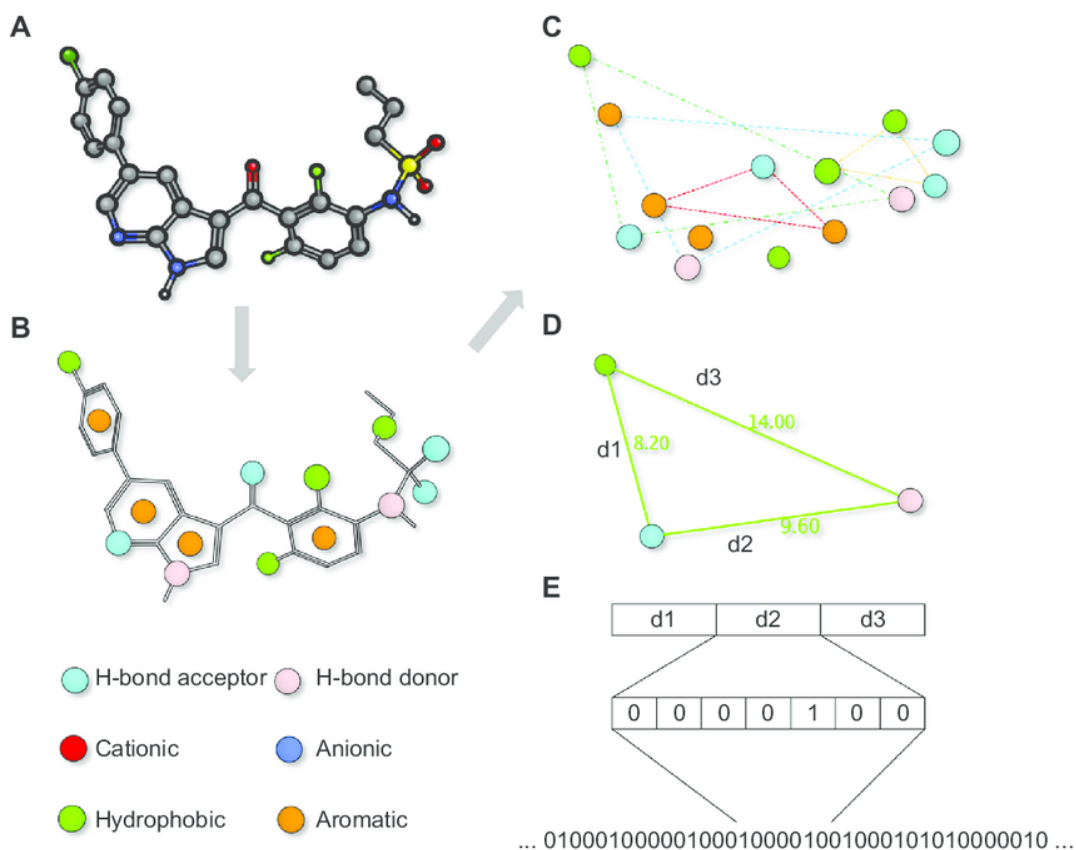 A
C
B
D
d3
14.00
d1
8.20
9.60
d2
E
d1 d2 d3
0 0 0 0 1 0 0
H-bond acceptor H-bond donor
Cationic Anionic
Hydrophobic Aromatic
... 0100010000010001000010010001010100000010 ...